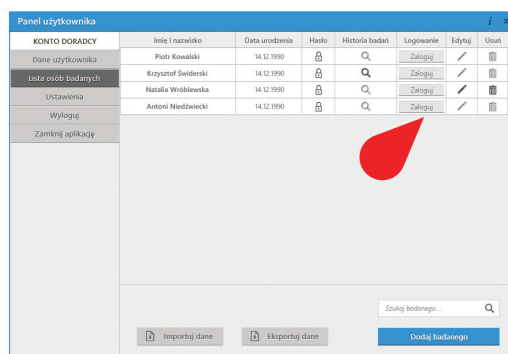 Panel użytkownika
KONTO DORADCY
Dane użytkownika
Lista osób badanych
Ustawienia
Wyloguj
Zamknij aplikację
Imię i nazwisko Data urodzenia Hasło Historia badań Logowanie Edytuj Usuń
Piotr Kowalski 14.12.1990 Zaloguj
Krzysztof Świderski 14.12.1990 Zaloguj
Natalia Wróblewska 14.12.1990 Zaloguj
Antoni Niedźwiecki 14.12.1990 Zaloguj
Szukaj badanego ...
Importuj dane Eksportuj dane Dodaj badanego